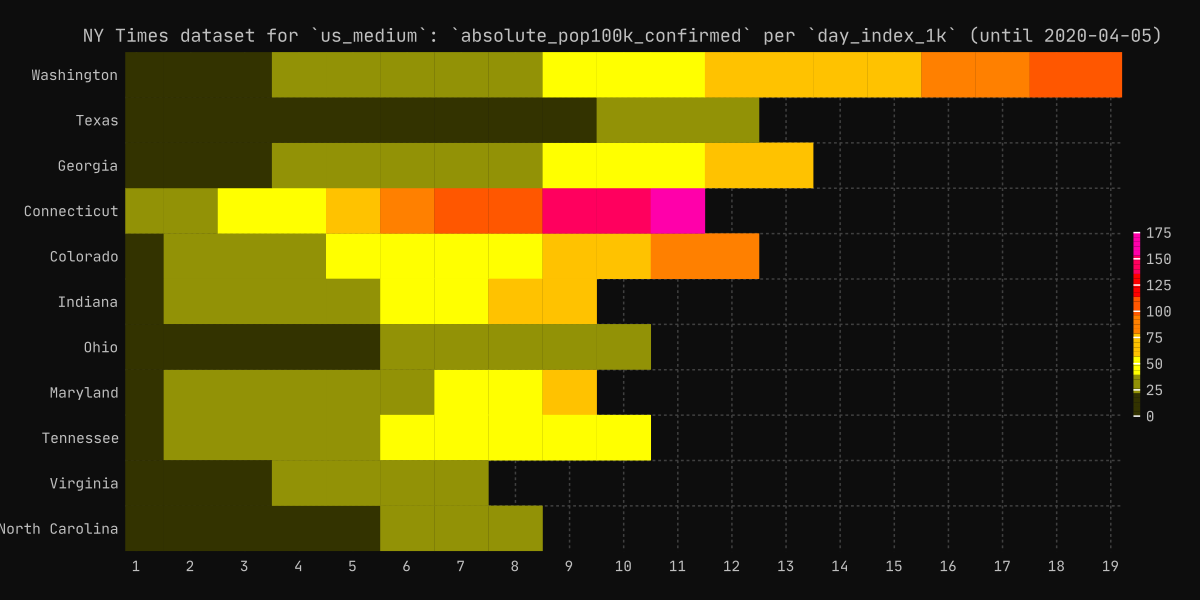 NY Times dataset for `us_medium`: `absolute_pop100k_confirmed` per `day_index_1k` (until 2020-04-05)
Washington
Texas
Georgia
Connecticut
Colorado
Indiana
Ohio
Maryland
Tennessee
Virginia
North Carolina
1 2 3 4 5 6 7 8 9 10 11 12 13 14 15 16 17 18 19
175
150
125
100
75
50
25
0